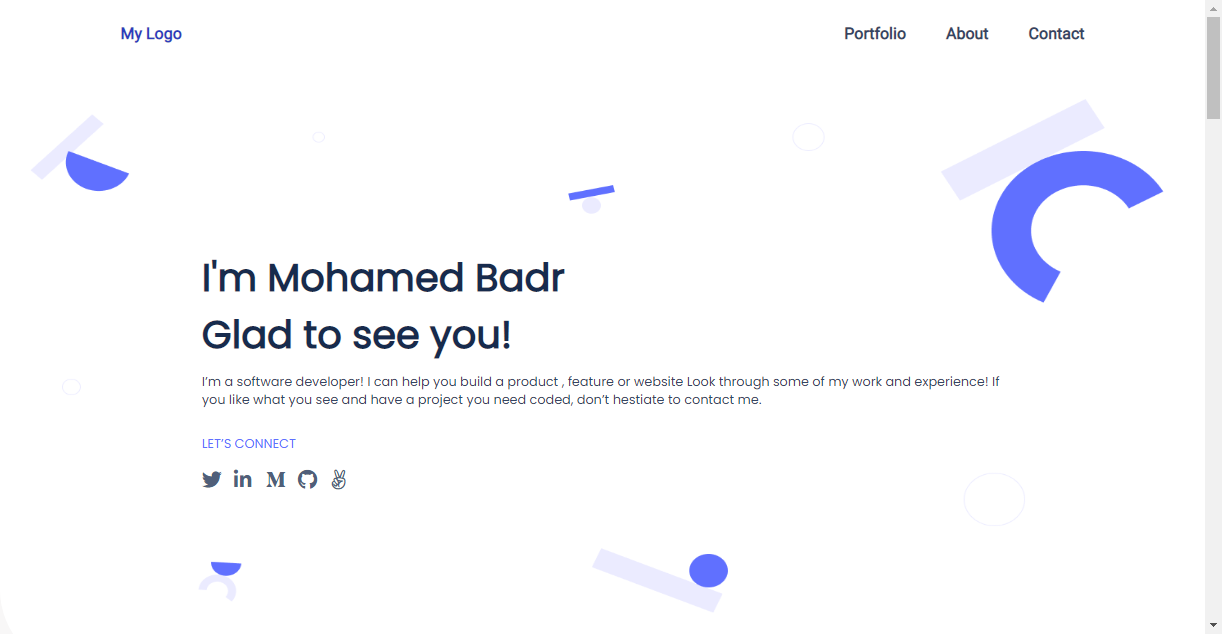 My Logo
Portfolio
About
Contact
I'm Mohamed Badr
Glad to see you!
I’m a software developer! I can help you build a product , feature or website Look through some of my work and experience! If
you like what you see and have a project you need coded, don’t hestiate to contact me.
LET’S CONNECT